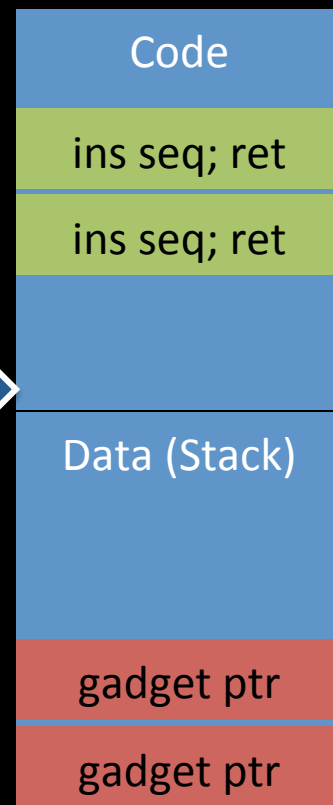 Code
ins seq; ret
ins seq; ret
Data (Stack)
gadget ptr
gadget ptr